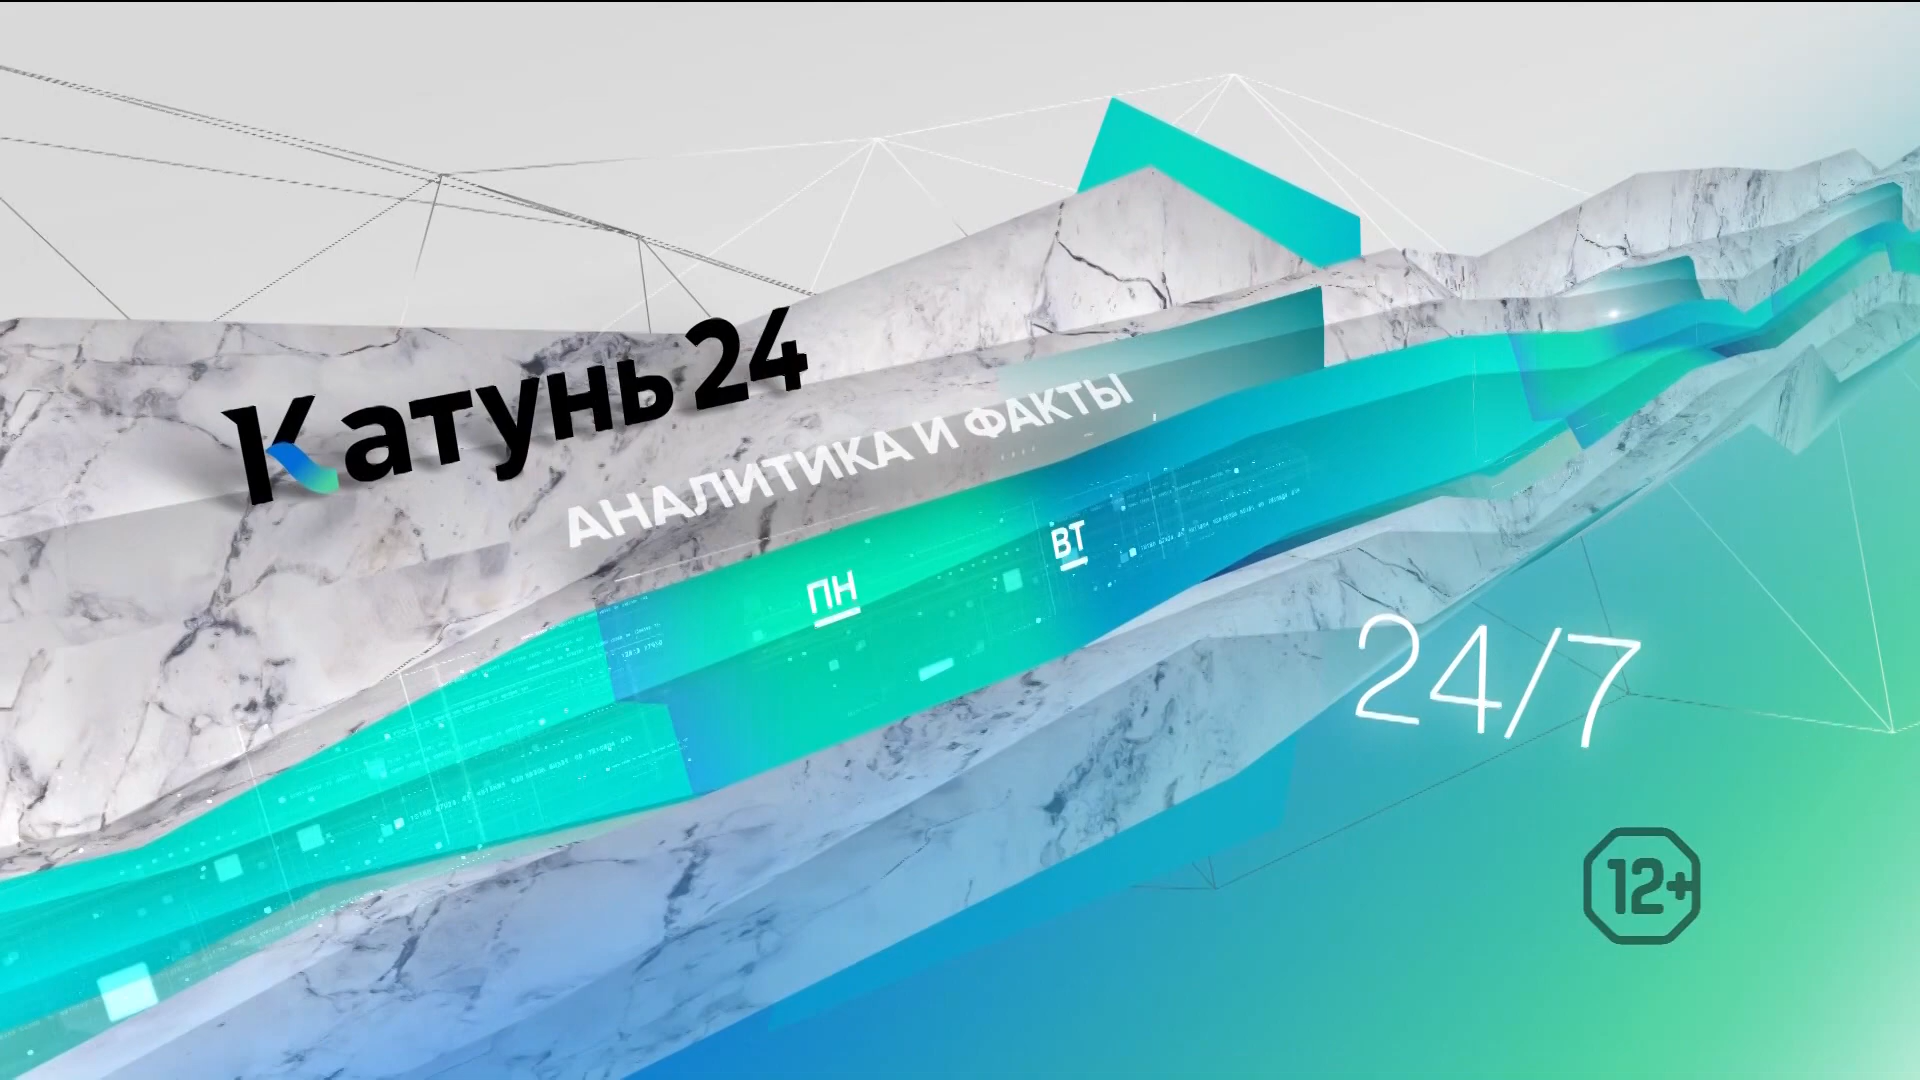 Катунь 24
АНАЛИТИКА И ФАКТЫ
ПН
ВТ
24/7
12+